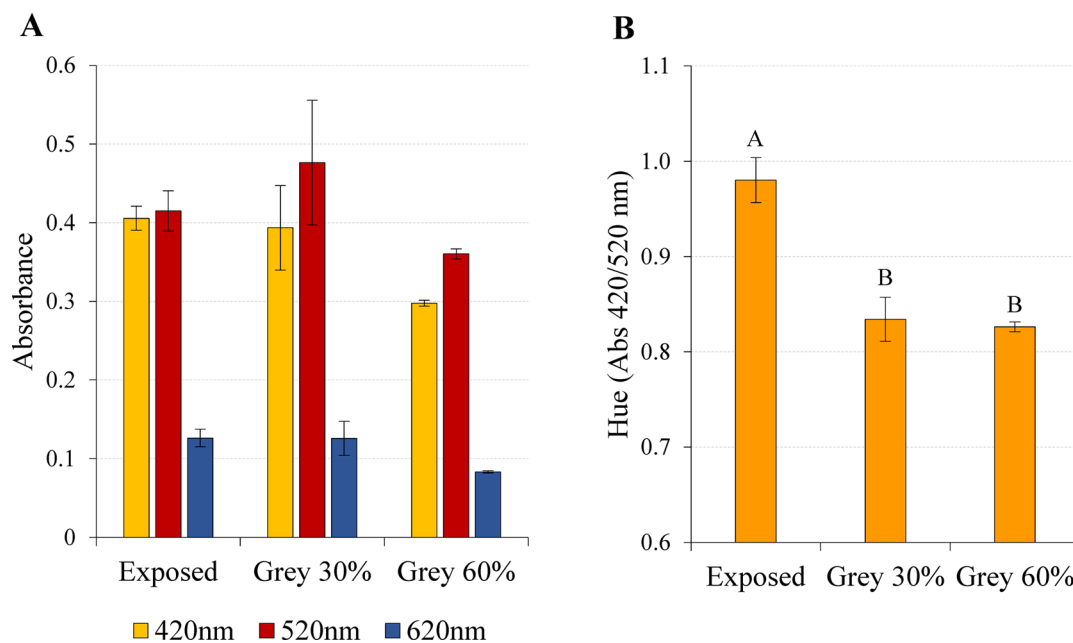 A
Absorbance
0.6
0.5
0.4
0.3
0.2
0.1
0
Exposed Grey 30% Grey 60%
420nm 520nm 620nm
B
Hue (Abs 420/520 nm)
1.1
1.0
0.9
0.8
0.7
0.6
A
B
B
Exposed Grey 30% Grey 60%